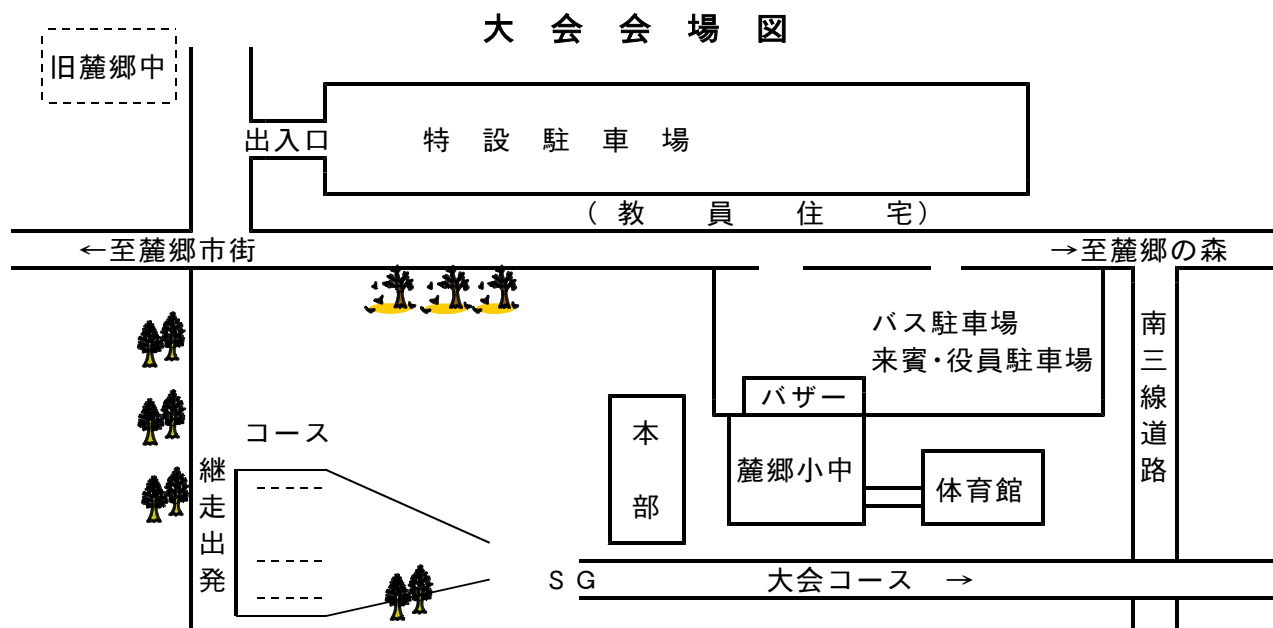 大会会場図
旧麓郷中
出入口
特設駐車場
(教員住宅)
←至麓郷市街
→至麓郷の森
バス駐車場
来賓・役員駐車場
南三線道路
バザー
本部
コース
麓郷小中
体育館
継走出発
ＳＧ
大会コース →